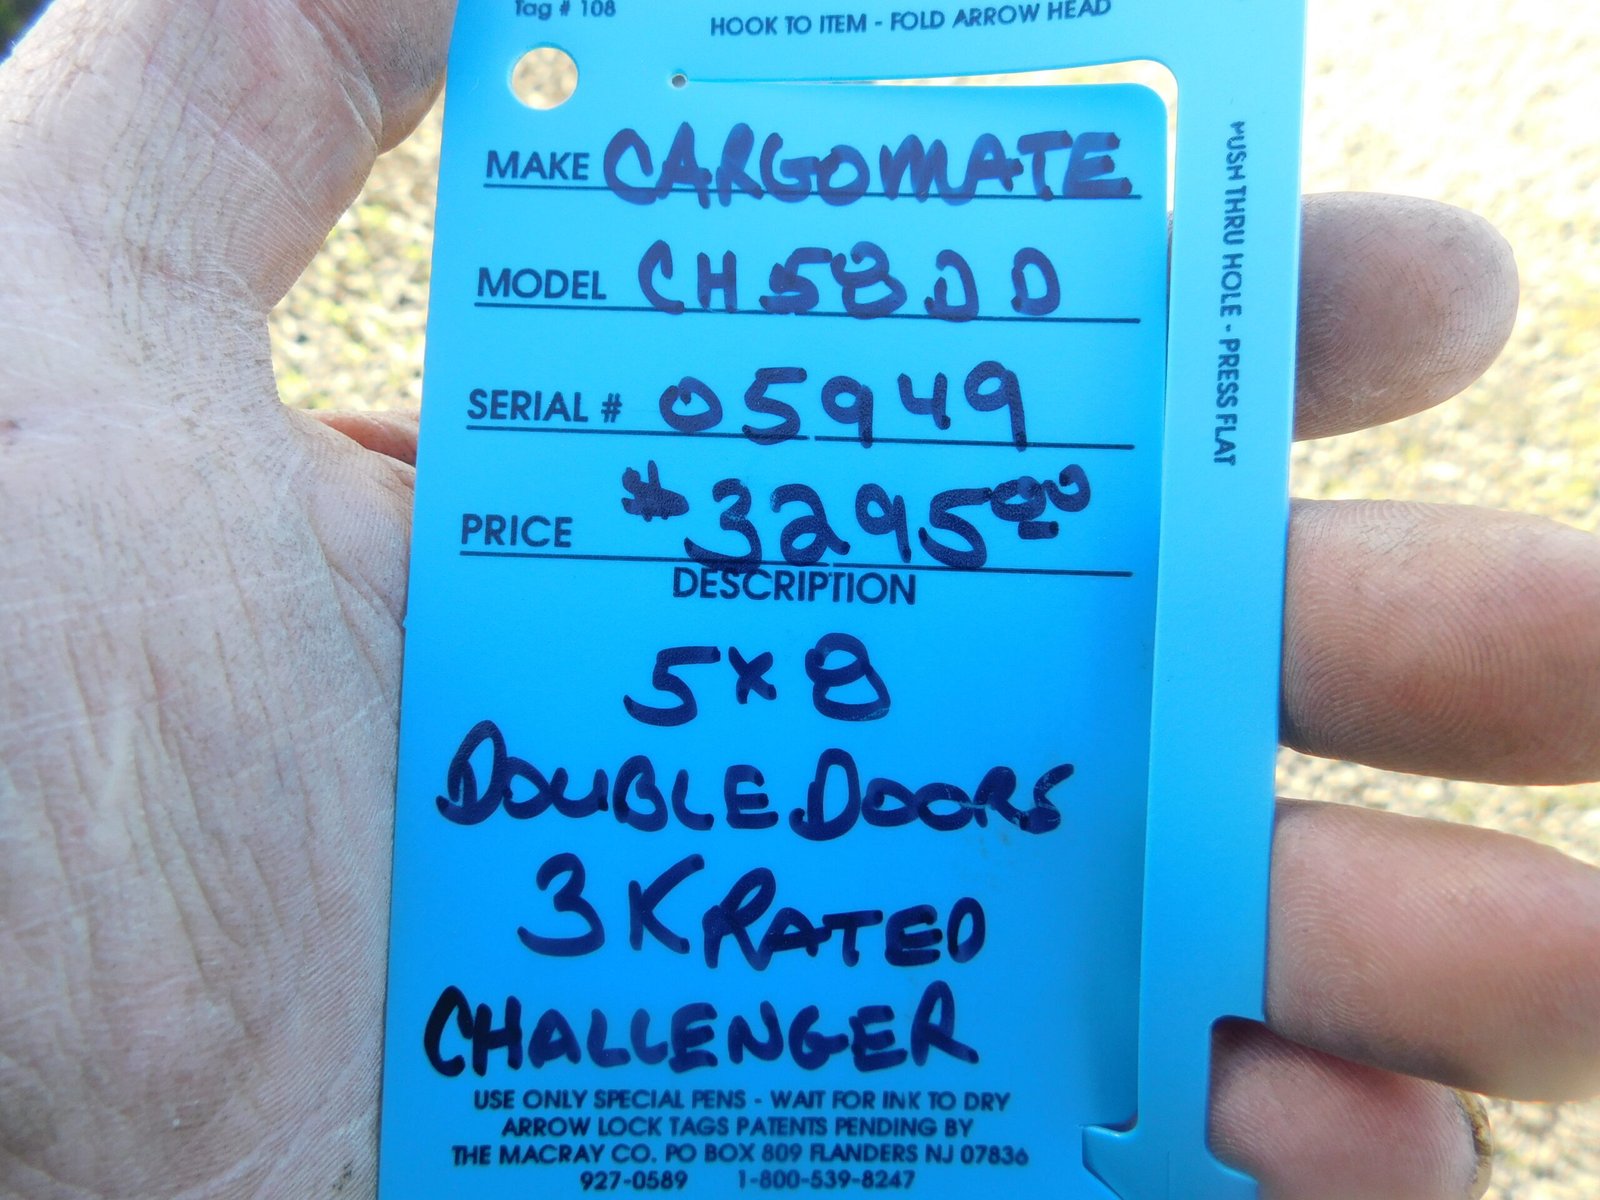 Tag # 108
HOOK TO ITEM - FOLD ARROW HEAD
MAKE CARGOMATE
MODEL CH58DD
SERIAL # 05949
PRICE $3295.00
DESCRIPTION
5x8
DOUBLE DOORS
3K RATED
CHALLENGER
USE ONLY SPECIAL PENS - WAIT FOR INK TO DRY
ARROW LOCK TAGS PATENTS PENDING BY
THE MACRAY CO. PO BOX 809 FLANDERS NJ 07836
927-0589 1-800-539-8247
PUSH THRU HOLE - PRESS FLAT